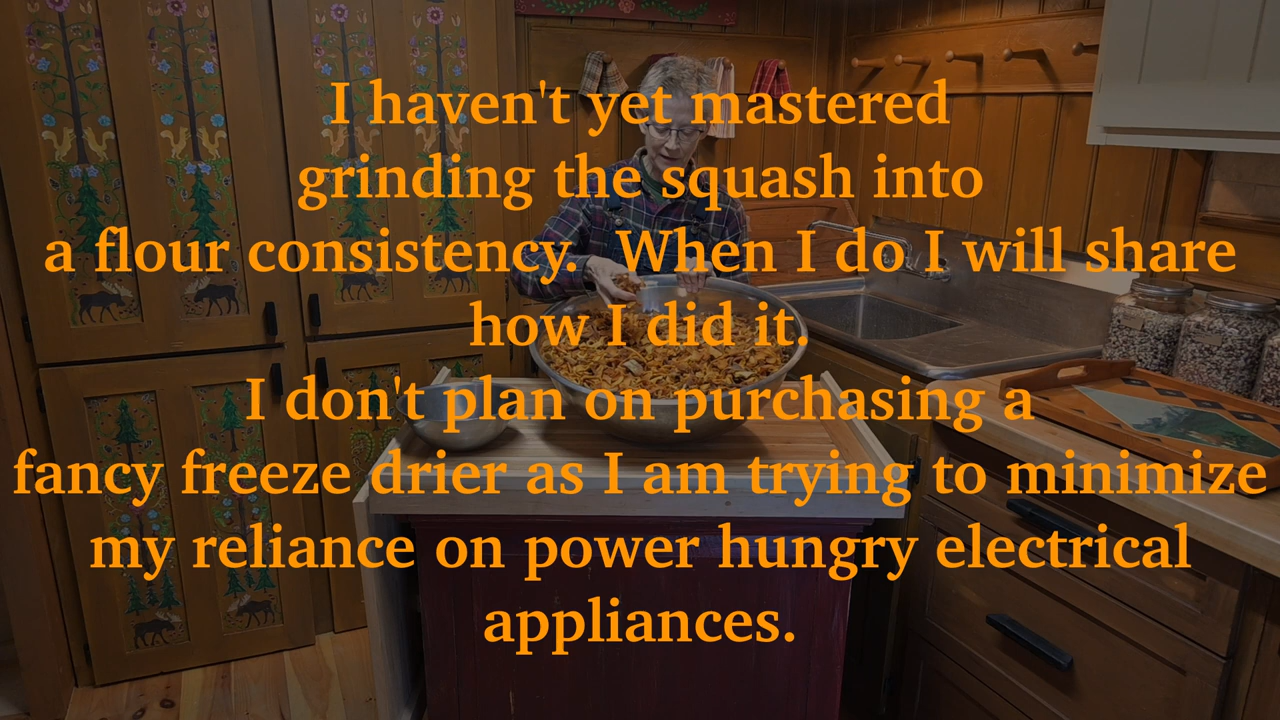 I haven't yet mastered
grinding the squash into
a flour consistency.  When I do I will share
how I did it.
I don't plan on purchasing a
fancy freeze drier as I am trying to minimize
my reliance on power hungry electrical
appliances.